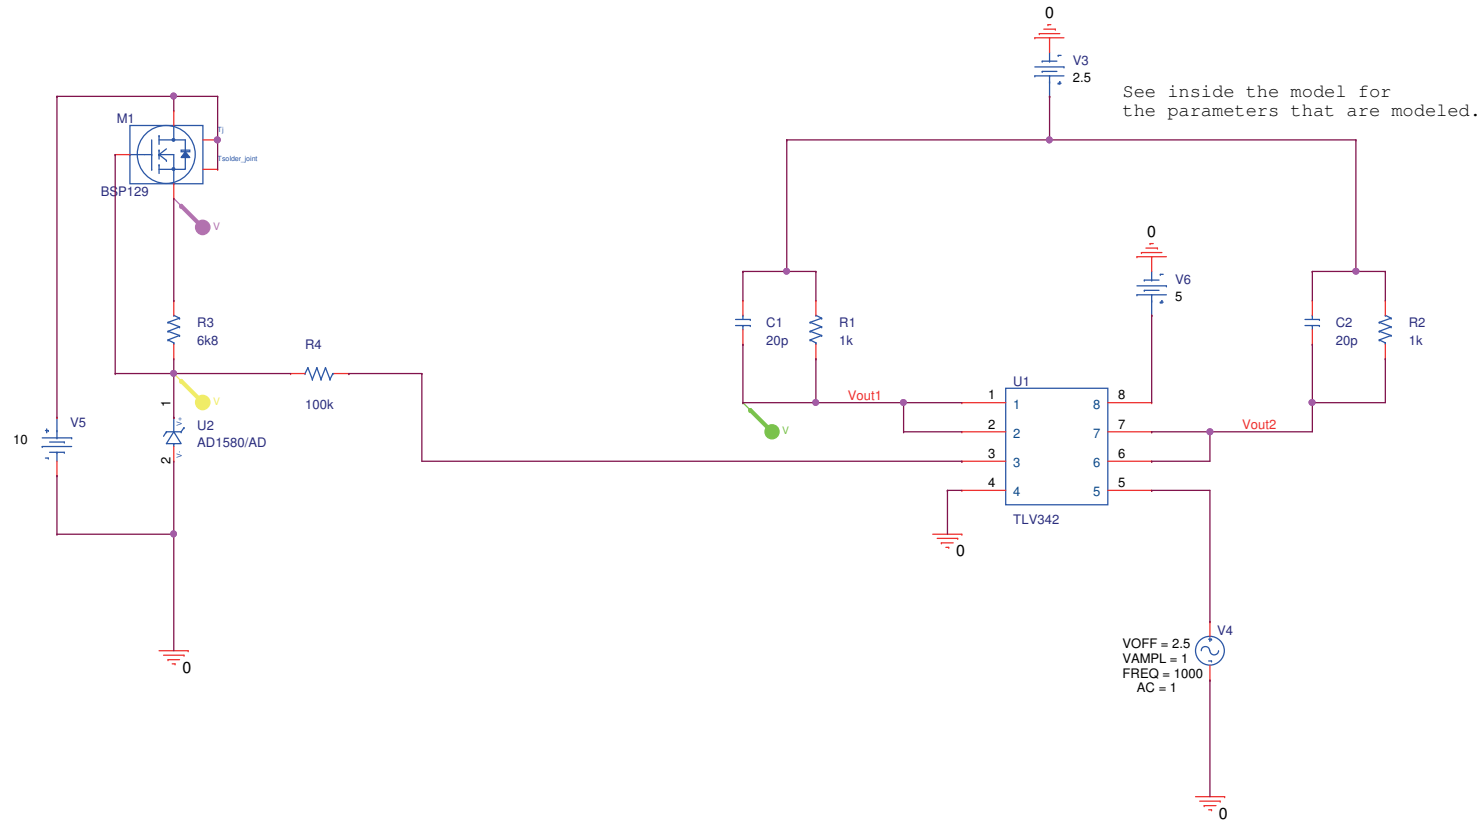 0
V3
2.5
See inside the model for
the parameters that are modeled.
M1
Tj
Tsolder_joint
BSP129
V
0
V6
5
R3
6k8
R4
100k
C1
20p
R1
1k
C2
20p
R2
1k
V
1
U2
AD1580/AD
2
V+
V-
V5
10
Vout1
V
U1
1
2
3
4
1
2
3
4
8
7
6
5
8
7
6
5
TLV342
Vout2
0
V4
VOFF = 2.5
VAMPL = 1
FREQ = 1000
AC = 1
0
0